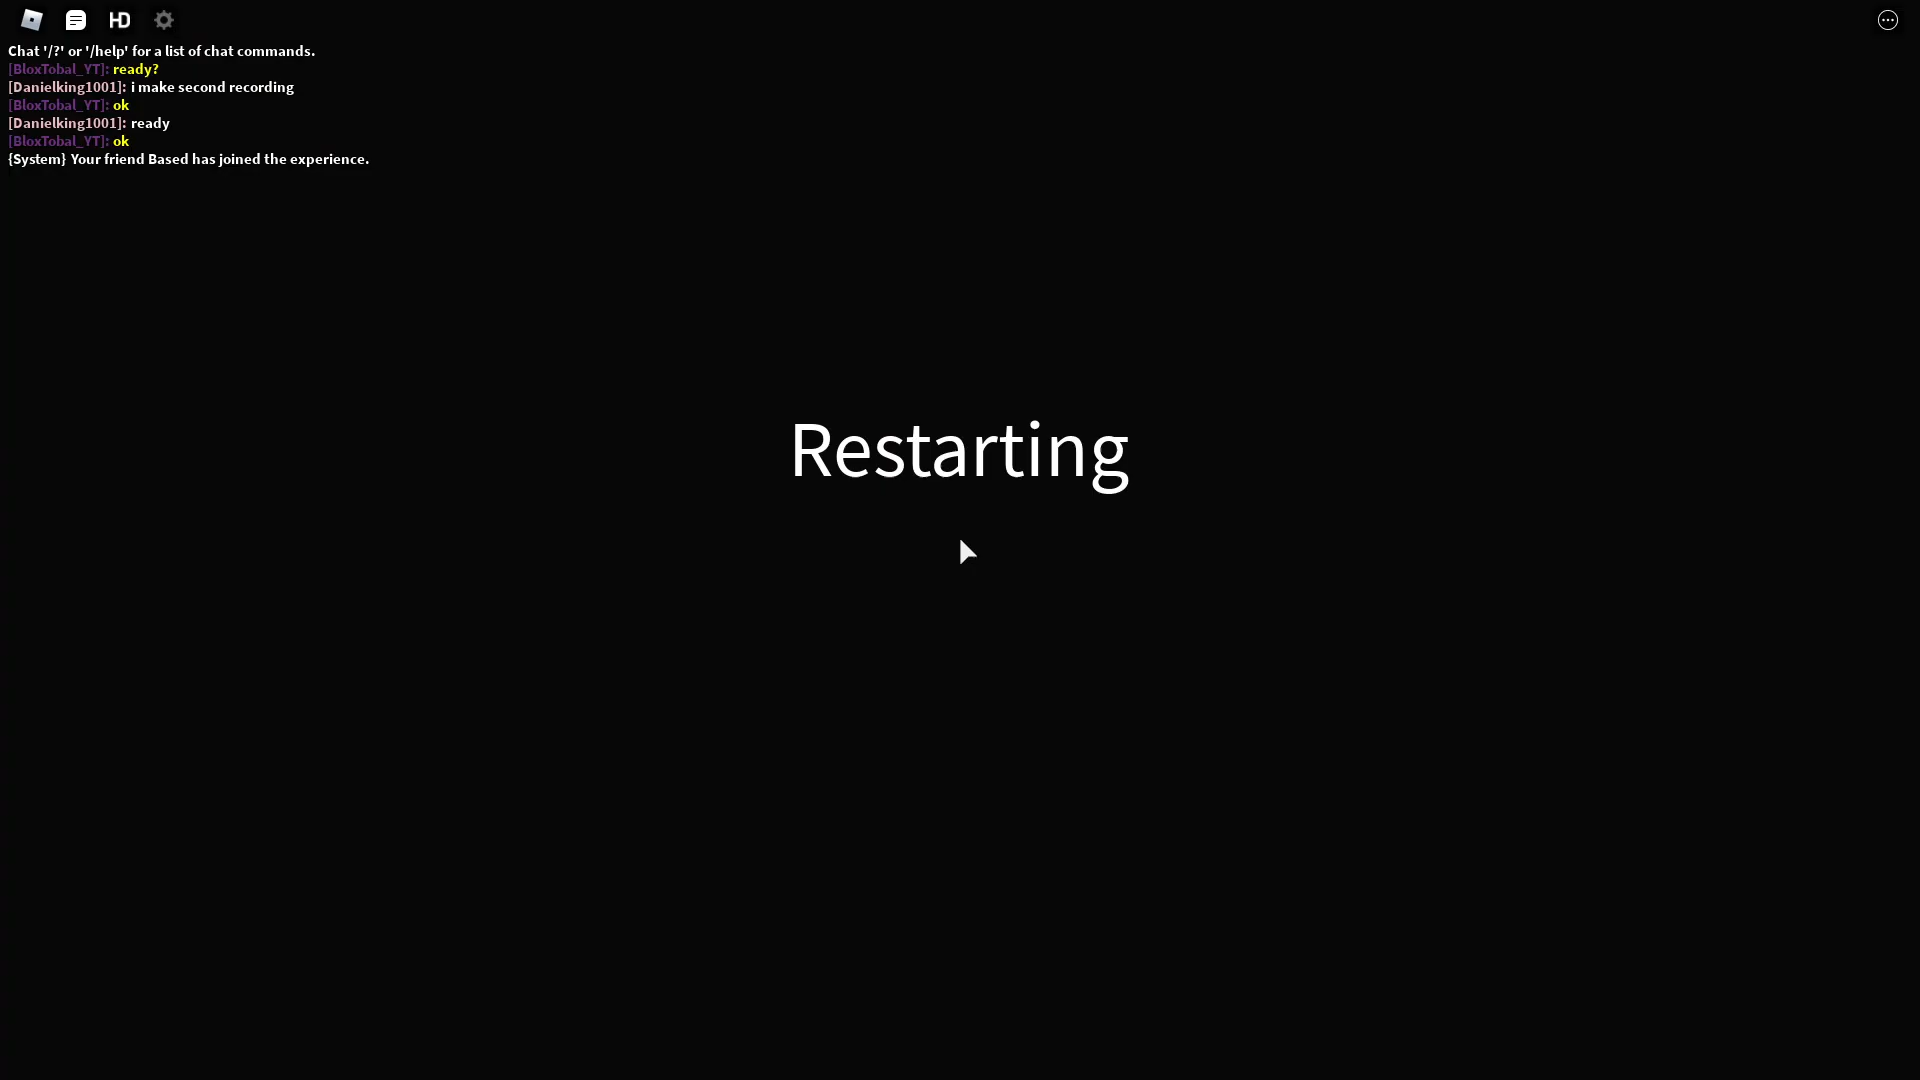 HD
Chat '/?' or '/help' for a list of chat commands.
[BloxTobal_YT]: ready?
[Danielking1001]: i make second recording
[BloxTobal_YT]: ok
[Danielking1001]: ready
[BloxTobal_YT]: ok
{System} Your friend Based has joined the experience.
Restarting